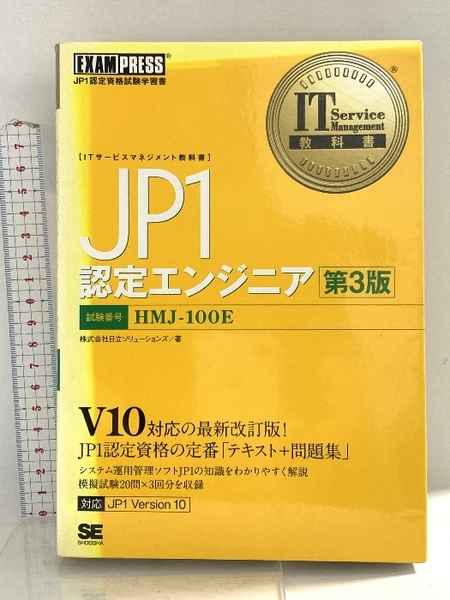 EXAMPRESS®
JP1認定資格試験学習書
IT Service
Management
教科書
®
[ITサービスマネジメント教科書]
JP1
認定エンジニア 第3版
試験番号 HMJ-100E
株式会社日立ソリューションズ/著
V10対応の最新改訂版!
JP1認定資格の定番「テキスト+問題集」
システム運用管理ソフトJP1の知識をわかりやすく解説
模擬試験20問×3回分を収録
対応 JP1 Version 10
SE
SHOEISHA